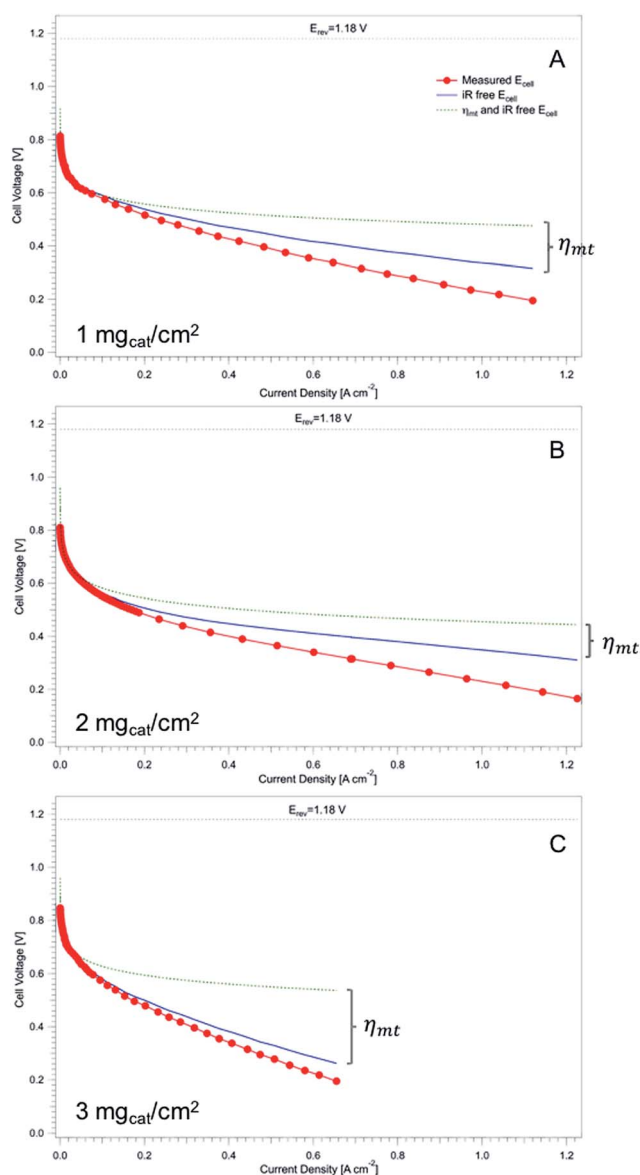 E_rev=1.18 V
A
Measured E_cell
iR free E_cell
η_mt and iR free E_cell
1.2
1.0
0.8
0.6
0.4
0.2
0.0
Cell Voltage [V]
η_mt
1 mg_cat/cm²
0.0 0.2 0.4 0.6 0.8 1.0 1.2
Current Density [A cm⁻²]
E_rev=1.18 V
B
1.2
1.0
0.8
0.6
0.4
0.2
0.0
Cell Voltage [V]
η_mt
2 mg_cat/cm²
0.0 0.2 0.4 0.6 0.8 1.0 1.2
Current Density [A cm⁻²]
E_rev=1.18 V
C
1.2
1.0
0.8
0.6
0.4
0.2
0.0
Cell Voltage [V]
η_mt
3 mg_cat/cm²
0.0 0.2 0.4 0.6 0.8 1.0 1.2
Current Density [A cm⁻²]